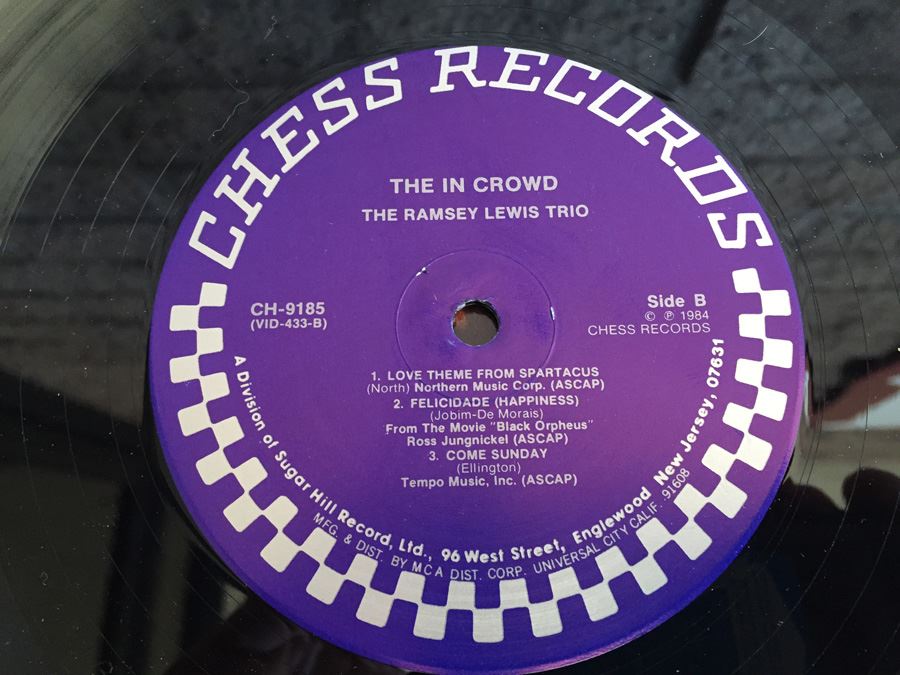 CHESS RECORDS
THE IN CROWD
THE RAMSEY LEWIS TRIO
CH-9185
(VID-433-B)
Side B
© ℗ 1984
CHESS RECORDS
1. LOVE THEME FROM SPARTACUS
(North) Northern Music Corp. (ASCAP)
2. FELICIDADE (HAPPINESS)
(Jobim-De Morais)
From The Movie "Black Orpheus"
Ross Jungnickel (ASCAP)
3. COME SUNDAY
(Ellington)
Tempo Music, Inc. (ASCAP)
A Division of Sugar Hill Record, Ltd., 96 West Street, Englewood New Jersey, 07631
MFG. & DIST. BY MCA DIST. CORP. UNIVERSAL CITY CALIF. 91608